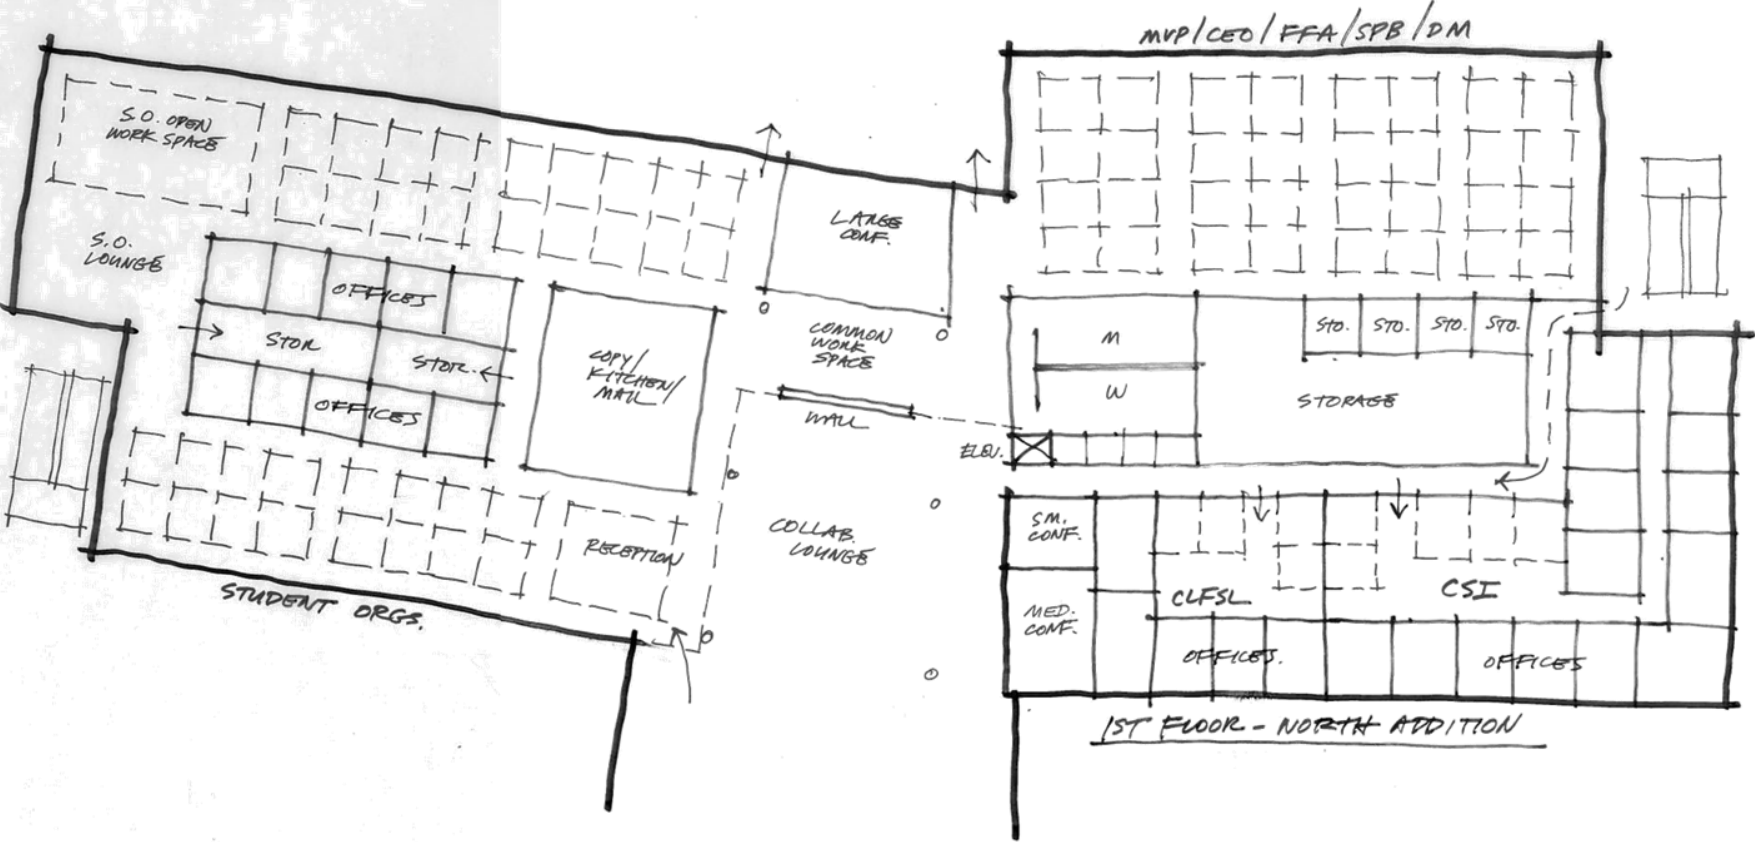 MVP/CEO/FFA/SPB/DM
S.O. OPEN
WORK SPACE
S.O.
LOUNGE
OFFICES
STOR
STOR.
OFFICES
COPY/
KITCHEN/
MAIL
LARGE
CONF.
COMMON
WORK
SPACE
WALL
COLLAB.
LOUNGE
RECEPTION
STUDENT ORGS.
M
W
ELEV.
STO.
STO.
STO.
STO.
STORAGE
SM.
CONF.
MED.
CONF.
CLFSL
CSI
OFFICES.
OFFICES
1ST FLOOR - NORTH ADDITION